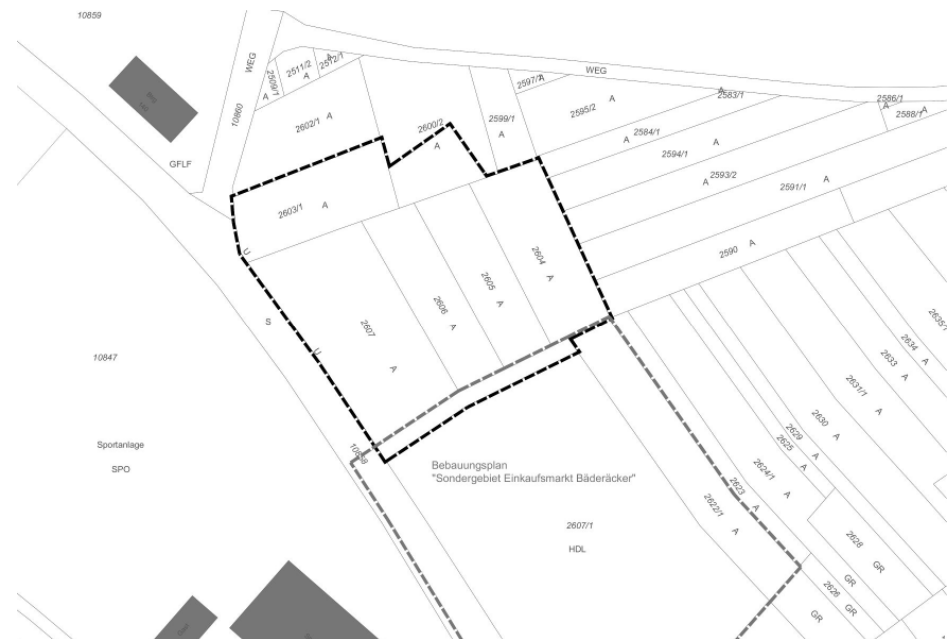 10859
WEG
2509/1
A
2511/2
A
2512/1
A
WEG
2597/1
A
2583/1
A
2586/1
A
2588/1
10860
2602/1 A
2600/2
A
2599/1
A
2595/2
A
A
2584/1
2594/1
A
GFLF
2593/2
A
2591/1
A
2603/1 A
2590
A
U
S
U
2604
A
2605
A
2606
A
2607
A
10847
2634
A
2633
A
2631/1
A
2630
A
2629
2625
A
2624/1
A
2623
A
2622/1
A
Sportanlage
SPO
Bebauungsplan
"Sondergebiet Einkaufsmarkt Bäderäcker"
2607/1
HDL
2628
GR
GR
2626
GR
GR